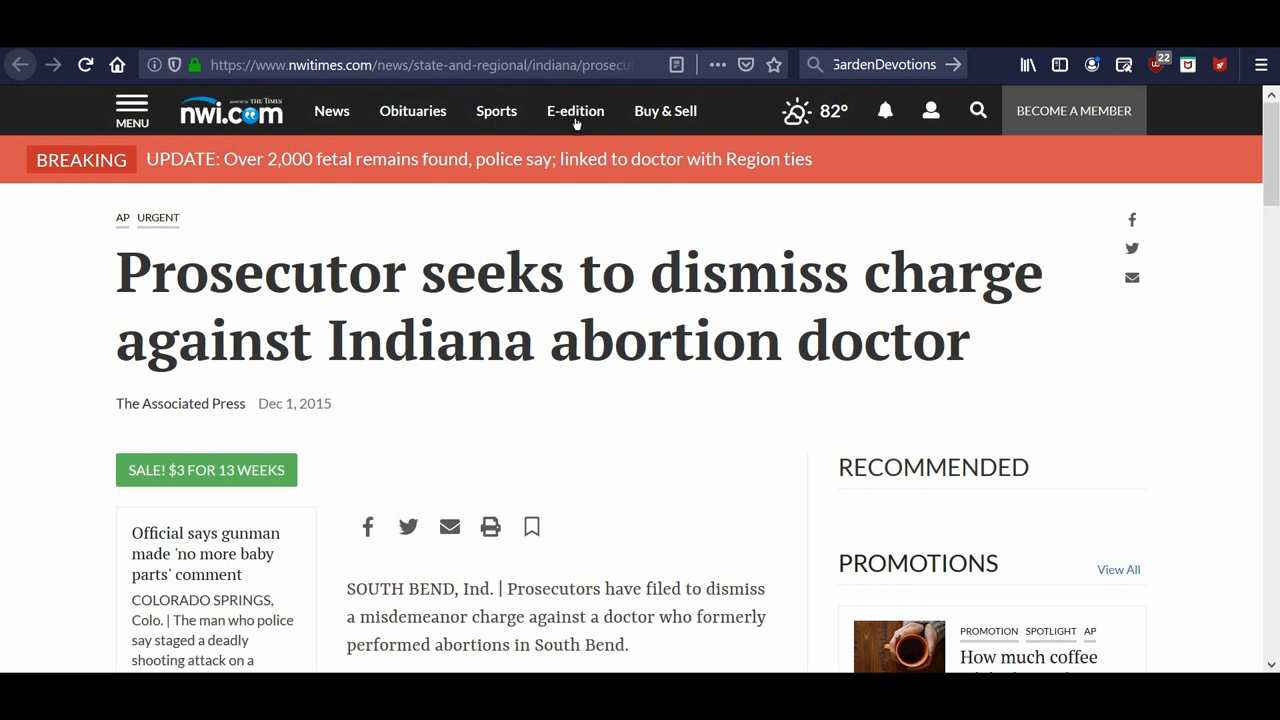 https://www.nwitimes.com/news/state-and-regional/indiana/prosecu
GardenDevotions
22
MENU
powered by THE TIMES
nwi.com
News
Obituaries
Sports
E-edition
Buy & Sell
82°
BECOME A MEMBER
BREAKING
UPDATE: Over 2,000 fetal remains found, police say; linked to doctor with Region ties
AP URGENT
Prosecutor seeks to dismiss charge
against Indiana abortion doctor
The Associated Press Dec 1, 2015
SALE! $3 FOR 13 WEEKS
Official says gunman
made 'no more baby
parts' comment
COLORADO SPRINGS,
Colo. | The man who police
say staged a deadly
shooting attack on a
SOUTH BEND, Ind. | Prosecutors have filed to dismiss
a misdemeanor charge against a doctor who formerly
performed abortions in South Bend.
RECOMMENDED
PROMOTIONS
View All
PROMOTION SPOTLIGHT AP
How much coffee